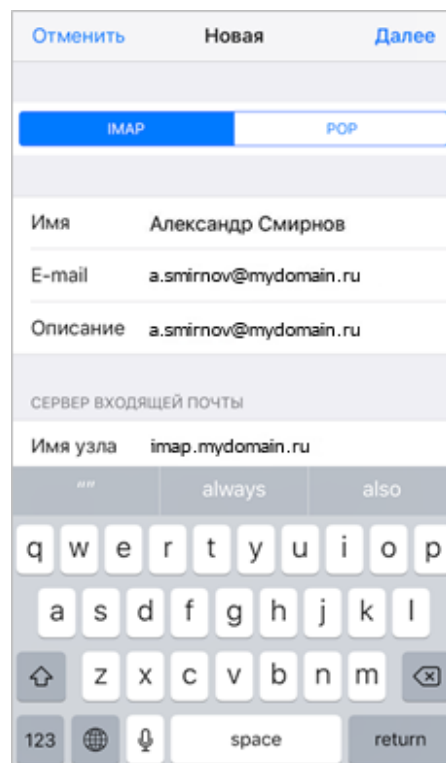 Отменить Новая Далее
IMAP POP
Имя Александр Смирнов
E-mail a.smirnov@mydomain.ru
Описание a.smirnov@mydomain.ru
СЕРВЕР ВХОДЯЩЕЙ ПОЧТЫ
Имя узла imap.mydomain.ru
“” always also
q w e r t y u i o p
a s d f g h j k l
z x c v b n m
123 space return